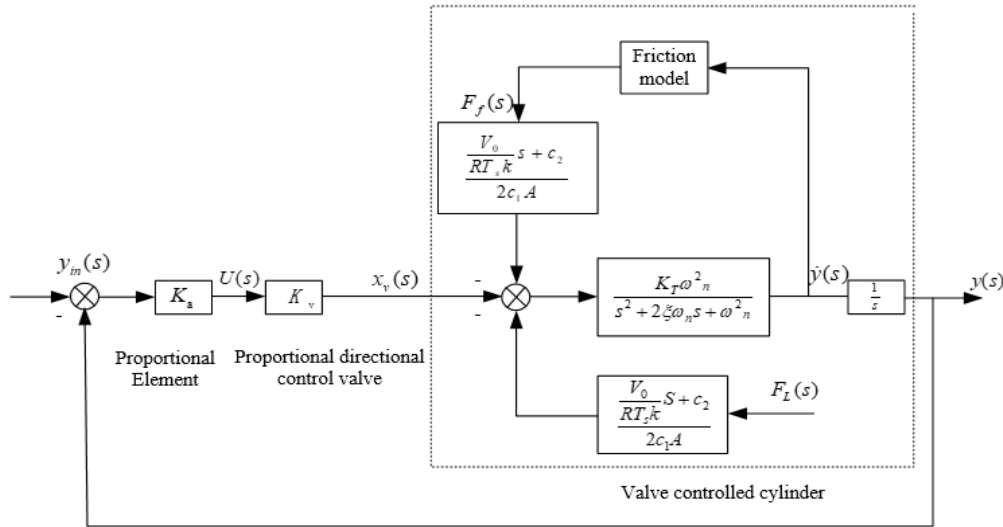 Friction
model
F_f(s)
V_0
RT_s k
s + c_2
2c_1 A
y_in(s)
-
K_a
U(s)
K_v
x_v(s)
-
-
K_T ω²_n
s² + 2ξω_n s + ω²_n
ẏ(s)
1
s
y(s)
Proportional
Element
Proportional directional
control valve
V_0
RT_s k
S + c_2
2c_1 A
F_L(s)
Valve controlled cylinder